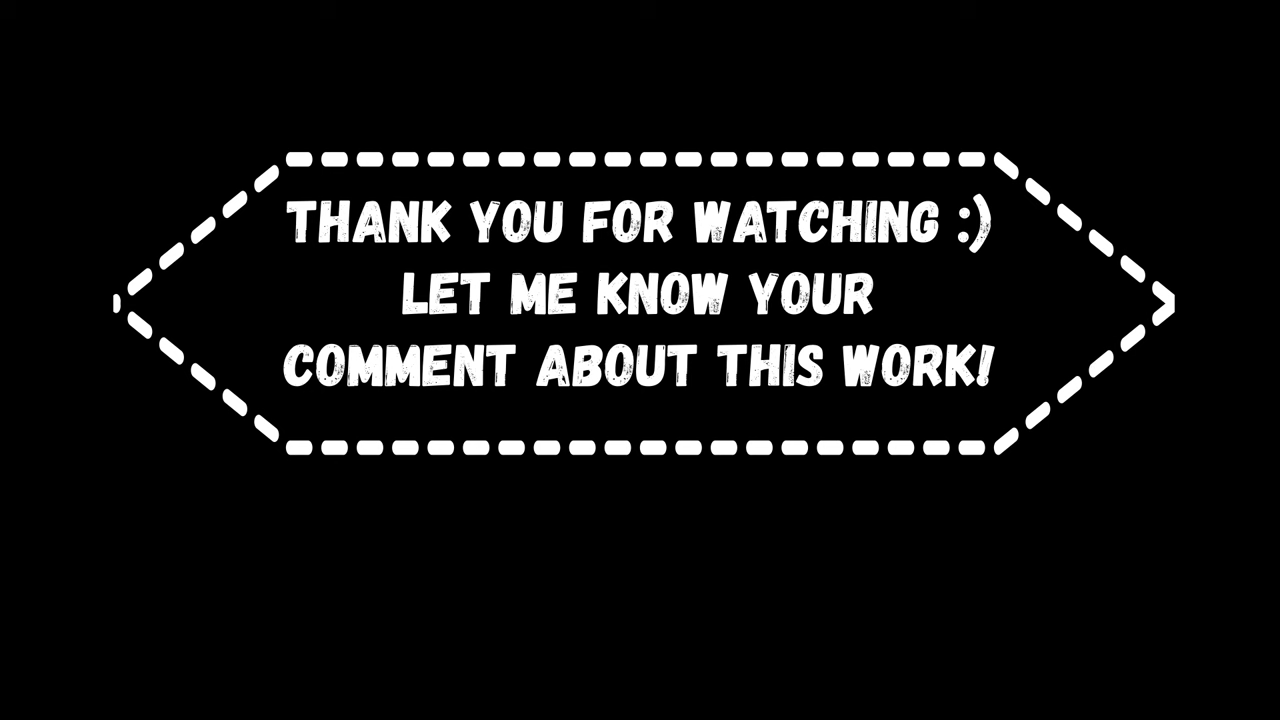 THANK YOU FOR WATCHING :)
LET ME KNOW YOUR
COMMENT ABOUT THIS WORK!